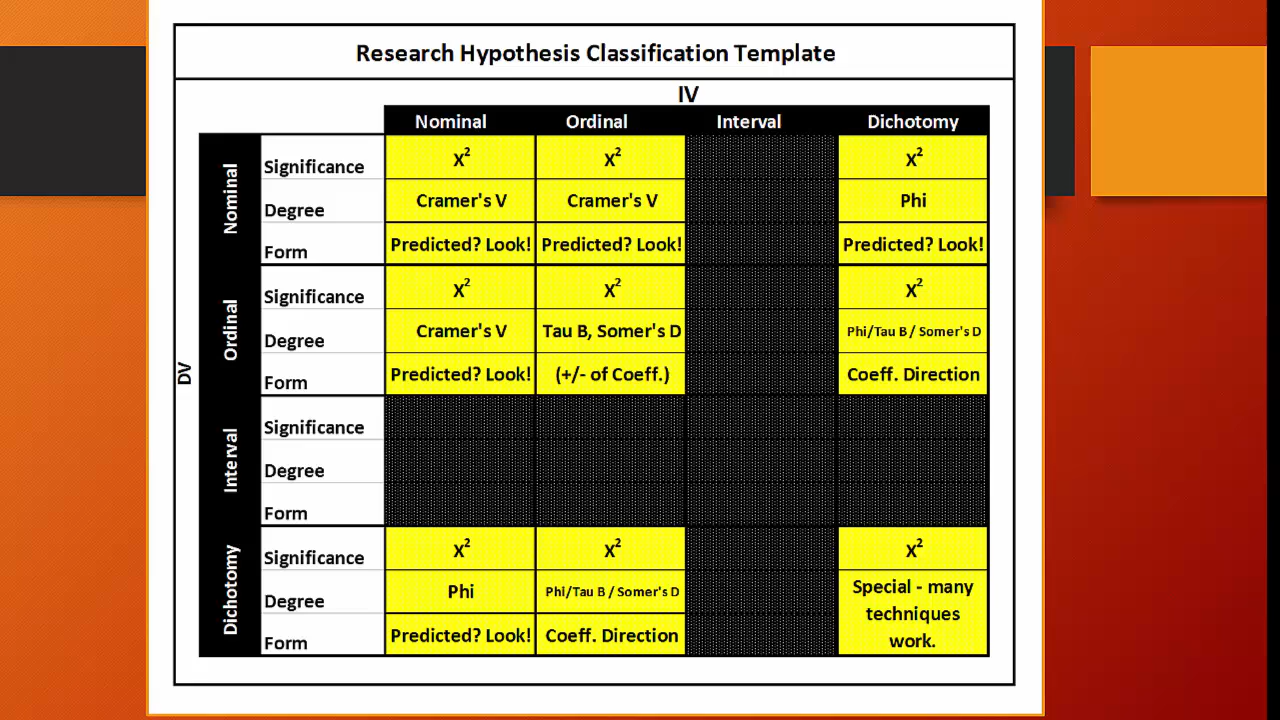 Research Hypothesis Classification Template
IV
Nominal Ordinal Interval Dichotomy
DV
Nominal
Significance X² X² X²
Degree Cramer's V Cramer's V Phi
Form Predicted? Look! Predicted? Look! Predicted? Look!
Ordinal
Significance X² X² X²
Degree Cramer's V Tau B, Somer's D Phi/Tau B / Somer's D
Form Predicted? Look! (+/- of Coeff.) Coeff. Direction
Interval
Significance
Degree
Form
Dichotomy
Significance X² X² X²
Degree Phi Phi/Tau B / Somer's D Special - many
techniques
work.
Form Predicted? Look! Coeff. Direction